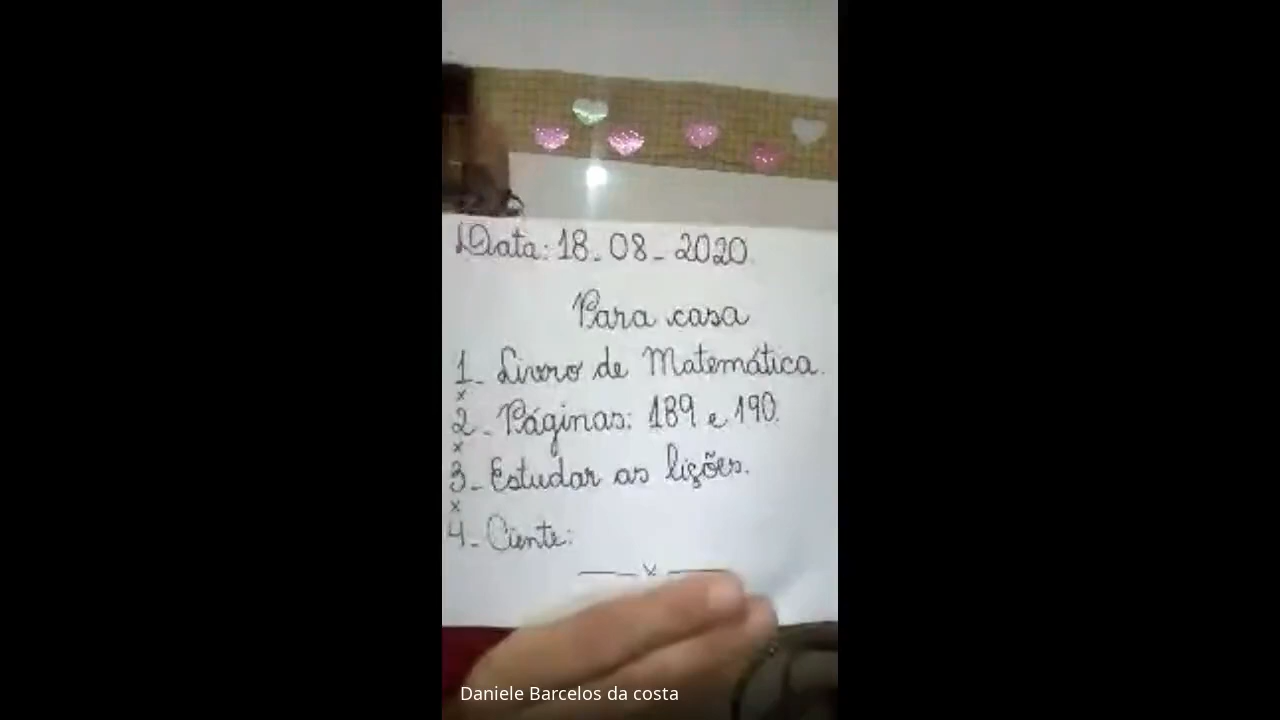 Data: 18-08-2020.
Para casa
1- Livro de Matemática.
x
2- Páginas: 189 e 190.
x
3- Estudar as lições.
x
4- Ciente:
___x___
Daniele Barcelos da costa